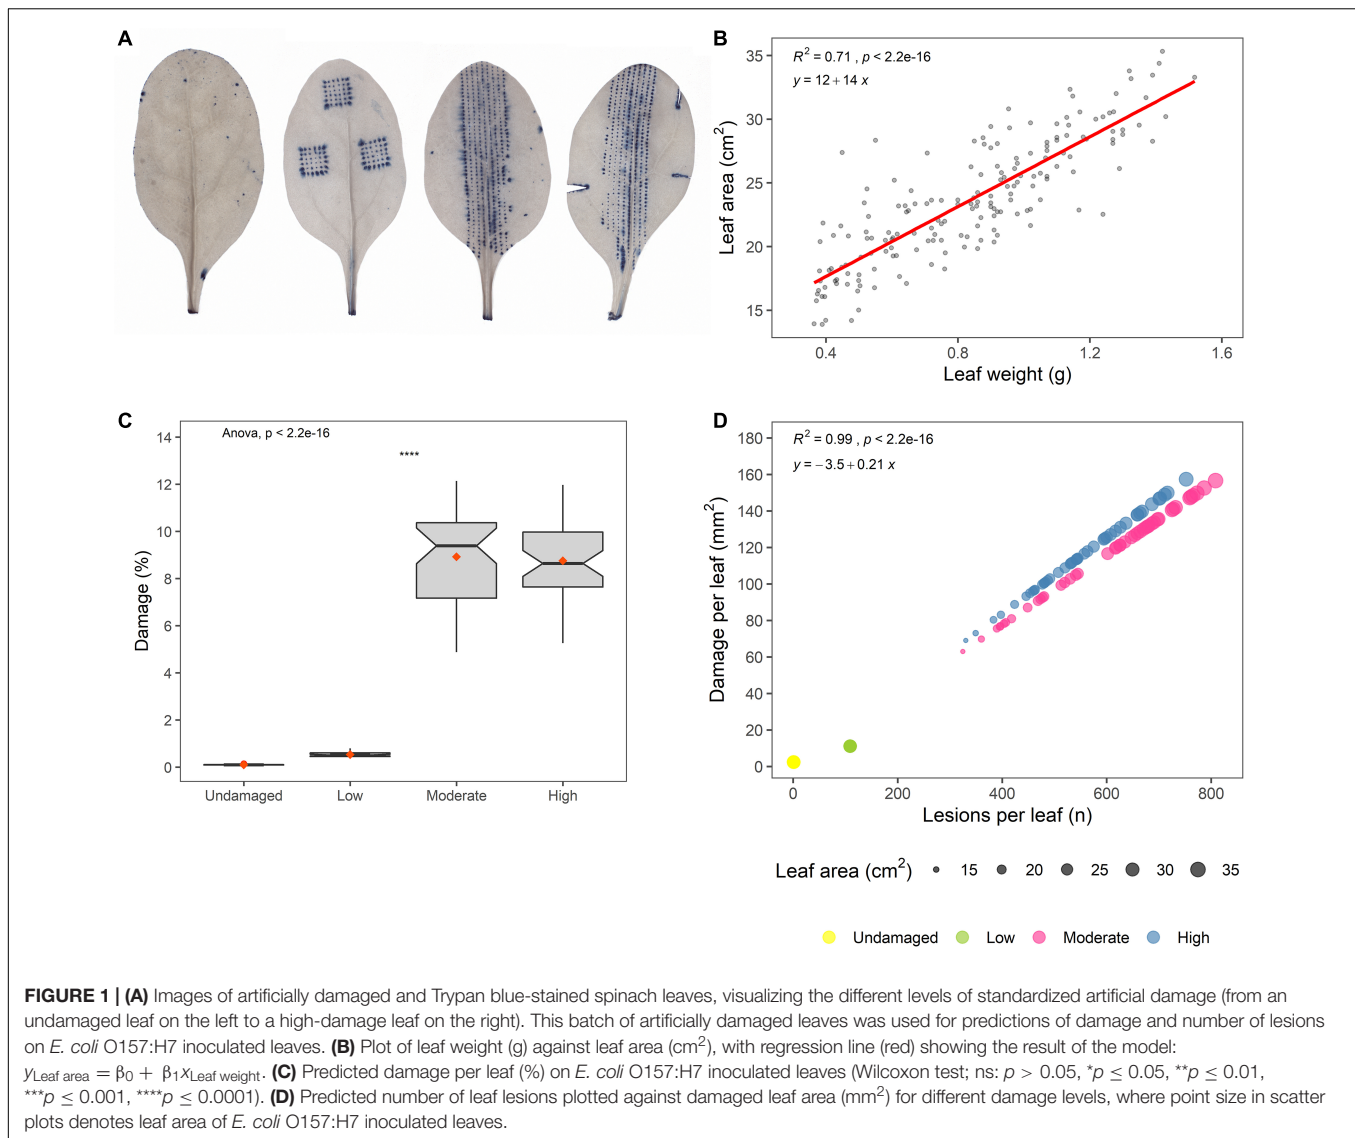 A
B
R² = 0.71 , p < 2.2e-16
y = 12 + 14 x
Leaf area (cm²)
30
25
20
15
0.4
0.8
1.2
1.6
Leaf weight (g)
C
Anova, p < 2.2e-16
****
Damage (%)
14
12
10
8
6
4
2
0
Undamaged
Low
Moderate
High
D
R² = 0.99 , p < 2.2e-16
y = −3.5 + 0.21 x
Damage per leaf (mm²)
180
160
140
120
100
80
60
40
20
0
0
200
400
600
800
Lesions per leaf (n)
Leaf area (cm²) 15 20 25 30 35
Undamaged Low Moderate High
FIGURE 1 | (A) Images of artificially damaged and Trypan blue-stained spinach leaves, visualizing the different levels of standardized artificial damage (from an
undamaged leaf on the left to a high-damage leaf on the right). This batch of artificially damaged leaves was used for predictions of damage and number of lesions
on E. coli O157:H7 inoculated leaves. (B) Plot of leaf weight (g) against leaf area (cm²), with regression line (red) showing the result of the model:
yLeaf area = β0 + β1xLeaf weight. (C) Predicted damage per leaf (%) on E. coli O157:H7 inoculated leaves (Wilcoxon test; ns: p > 0.05, *p ≤ 0.05, **p ≤ 0.01,
***p ≤ 0.001, ****p ≤ 0.0001). (D) Predicted number of leaf lesions plotted against damaged leaf area (mm²) for different damage levels, where point size in scatter
plots denotes leaf area of E. coli O157:H7 inoculated leaves.